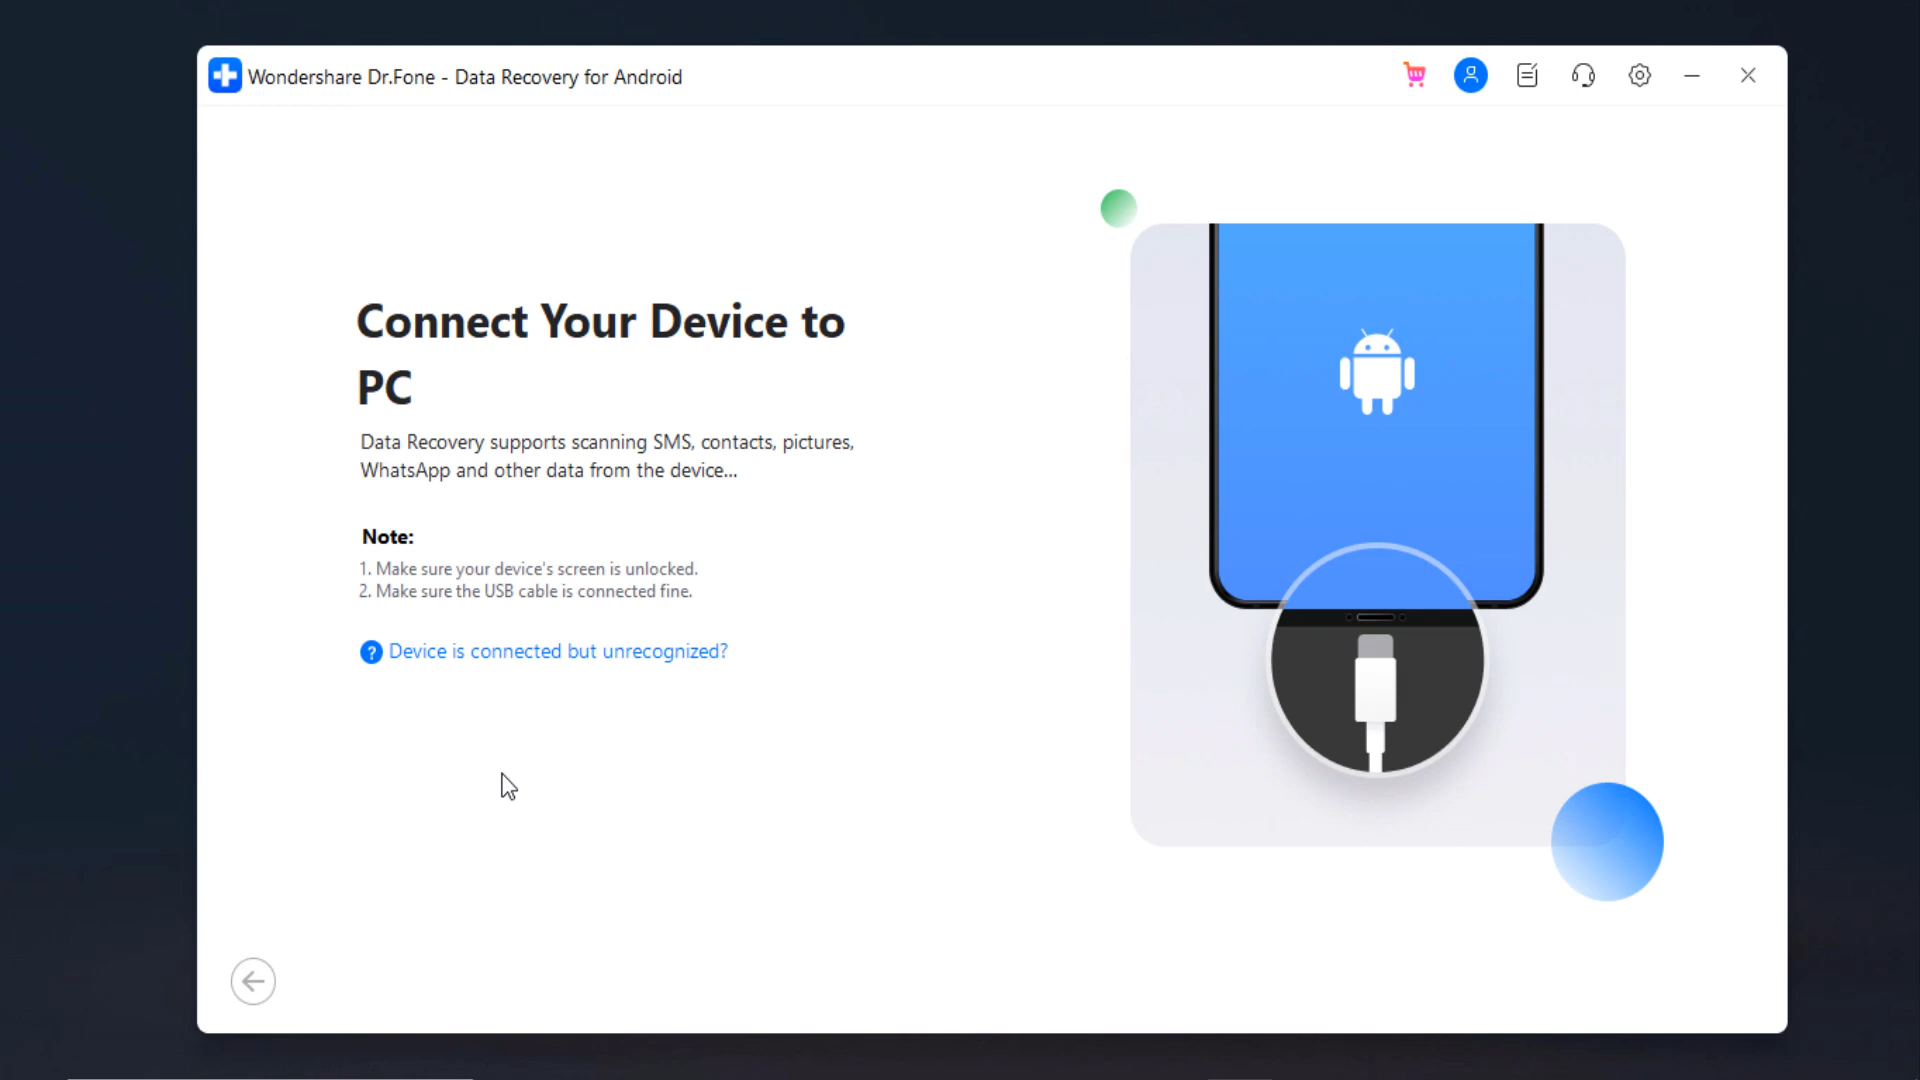 Wondershare Dr.Fone - Data Recovery for Android
Connect Your Device to
PC
Data Recovery supports scanning SMS, contacts, pictures,
WhatsApp and other data from the device...
Note:
1. Make sure your device's screen is unlocked.
2. Make sure the USB cable is connected fine.
? Device is connected but unrecognized?